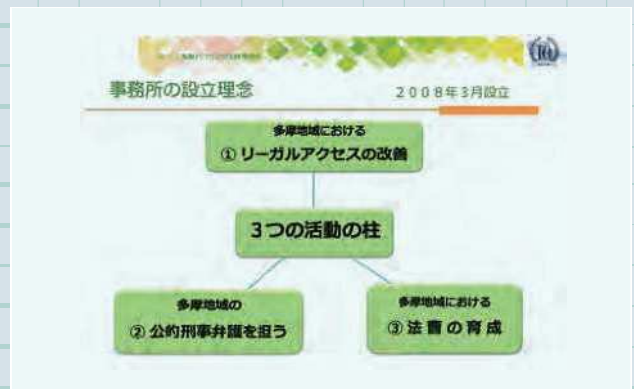 事務所の設立理念
2008年3月設立
多摩地域における
① リーガルアクセスの改善
3つの活動の柱
多摩地域の
② 公的刑事弁護を担う
多摩地域における
③ 法曹の育成